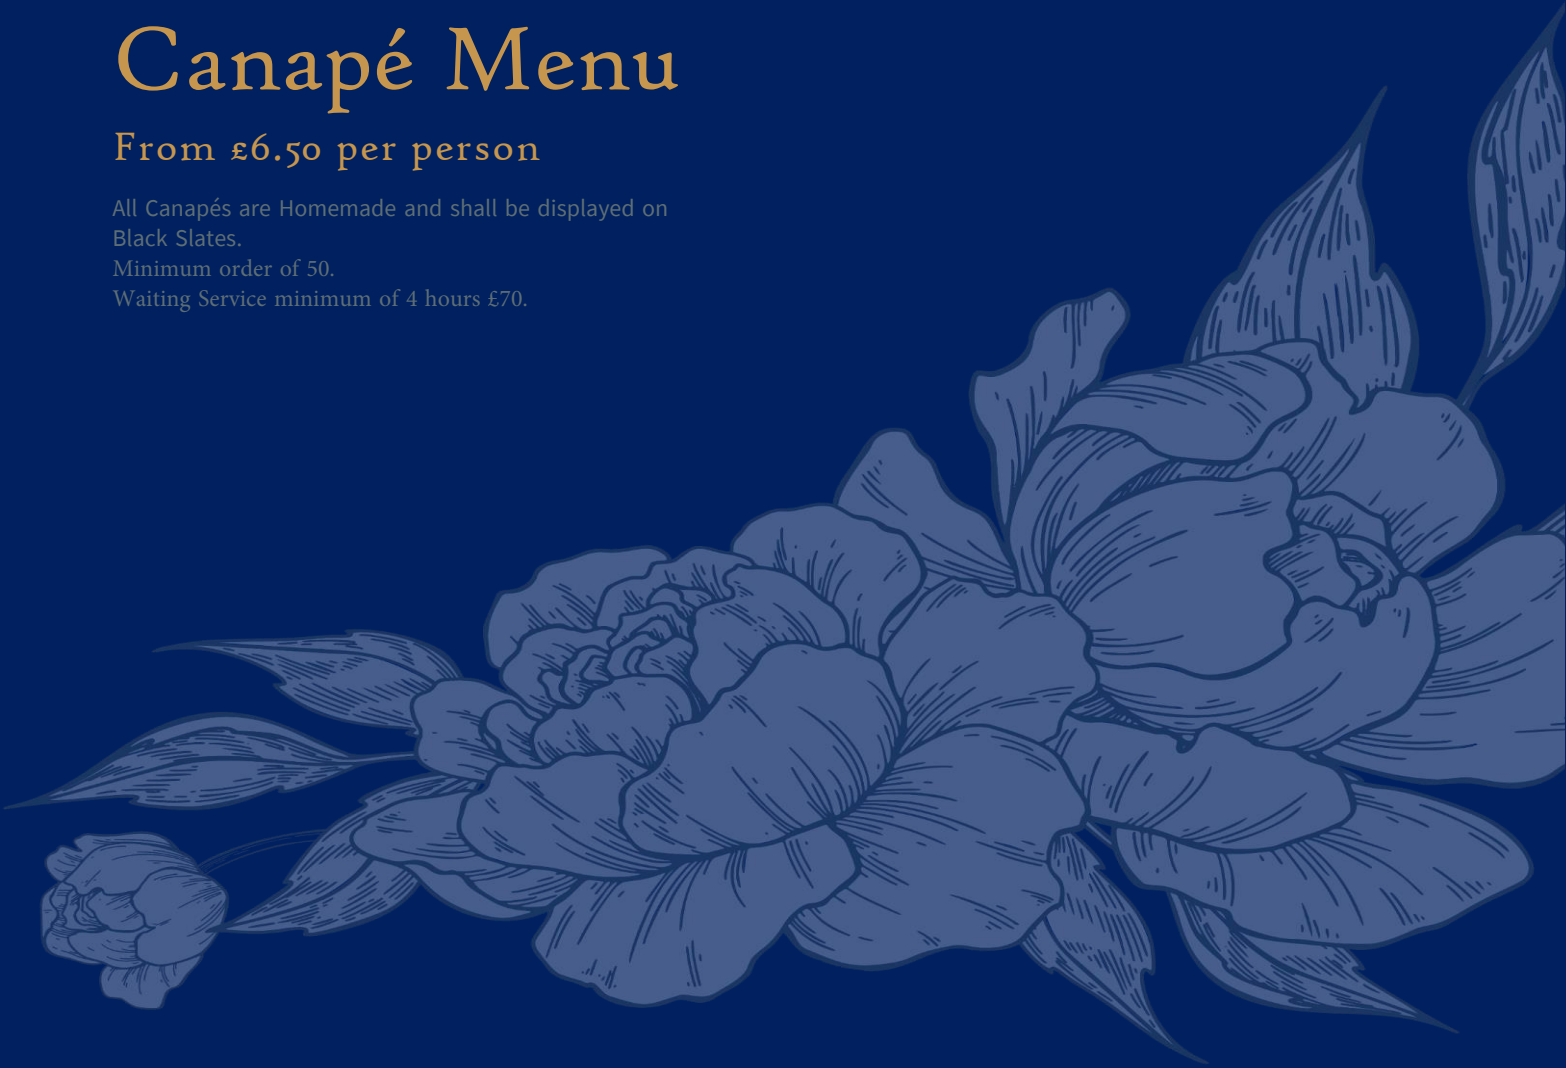 Canapé Menu
From £6.50 per person
All Canapés are Homemade and shall be displayed on
Black Slates.
Minimum order of 50.
Waiting Service minimum of 4 hours £70.